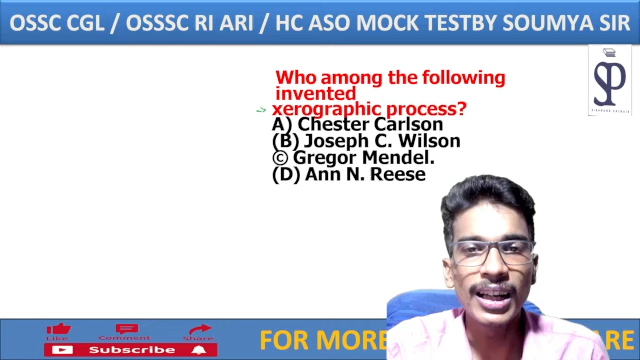 OSSC CGL / OSSSC RI ARI / HC ASO MOCK TESTBY SOUMYA SIR
Who among the following
invented
xerographic process?
A) Chester Carlson
(B) Joseph C. Wilson
© Gregor Mendel.
(D) Ann N. Reese
Like Comment Share
Subscribe
FOR MORE ARE